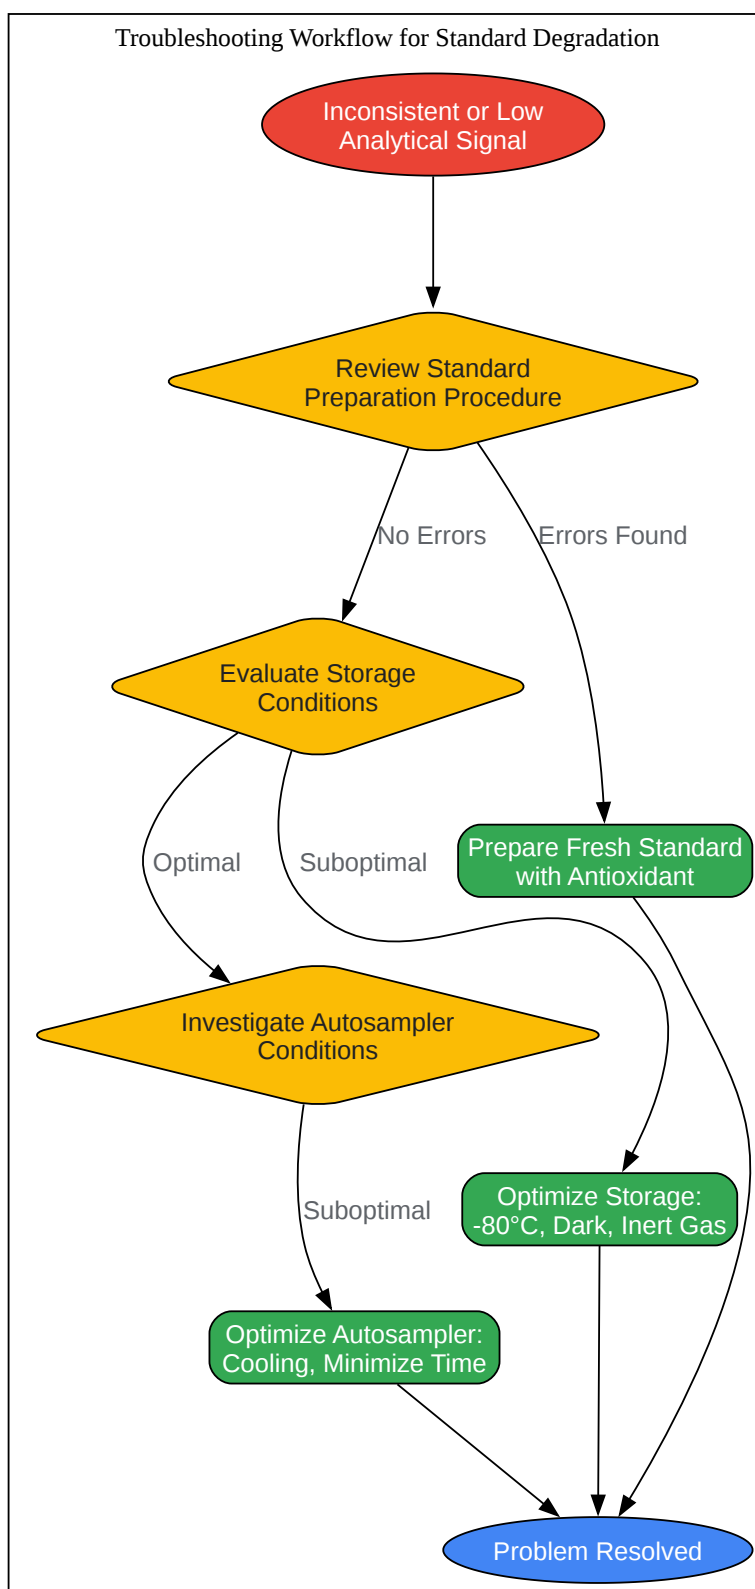 Troubleshooting Workflow for Standard Degradation
Inconsistent or Low
Analytical Signal
Review Standard
Preparation Procedure
No Errors
Errors Found
Evaluate Storage
Conditions
Optimal
Suboptimal
Prepare Fresh Standard
with Antioxidant
Investigate Autosampler
Conditions
Suboptimal
Optimize Storage:
-80°C, Dark, Inert Gas
Optimize Autosampler:
Cooling, Minimize Time
Problem Resolved